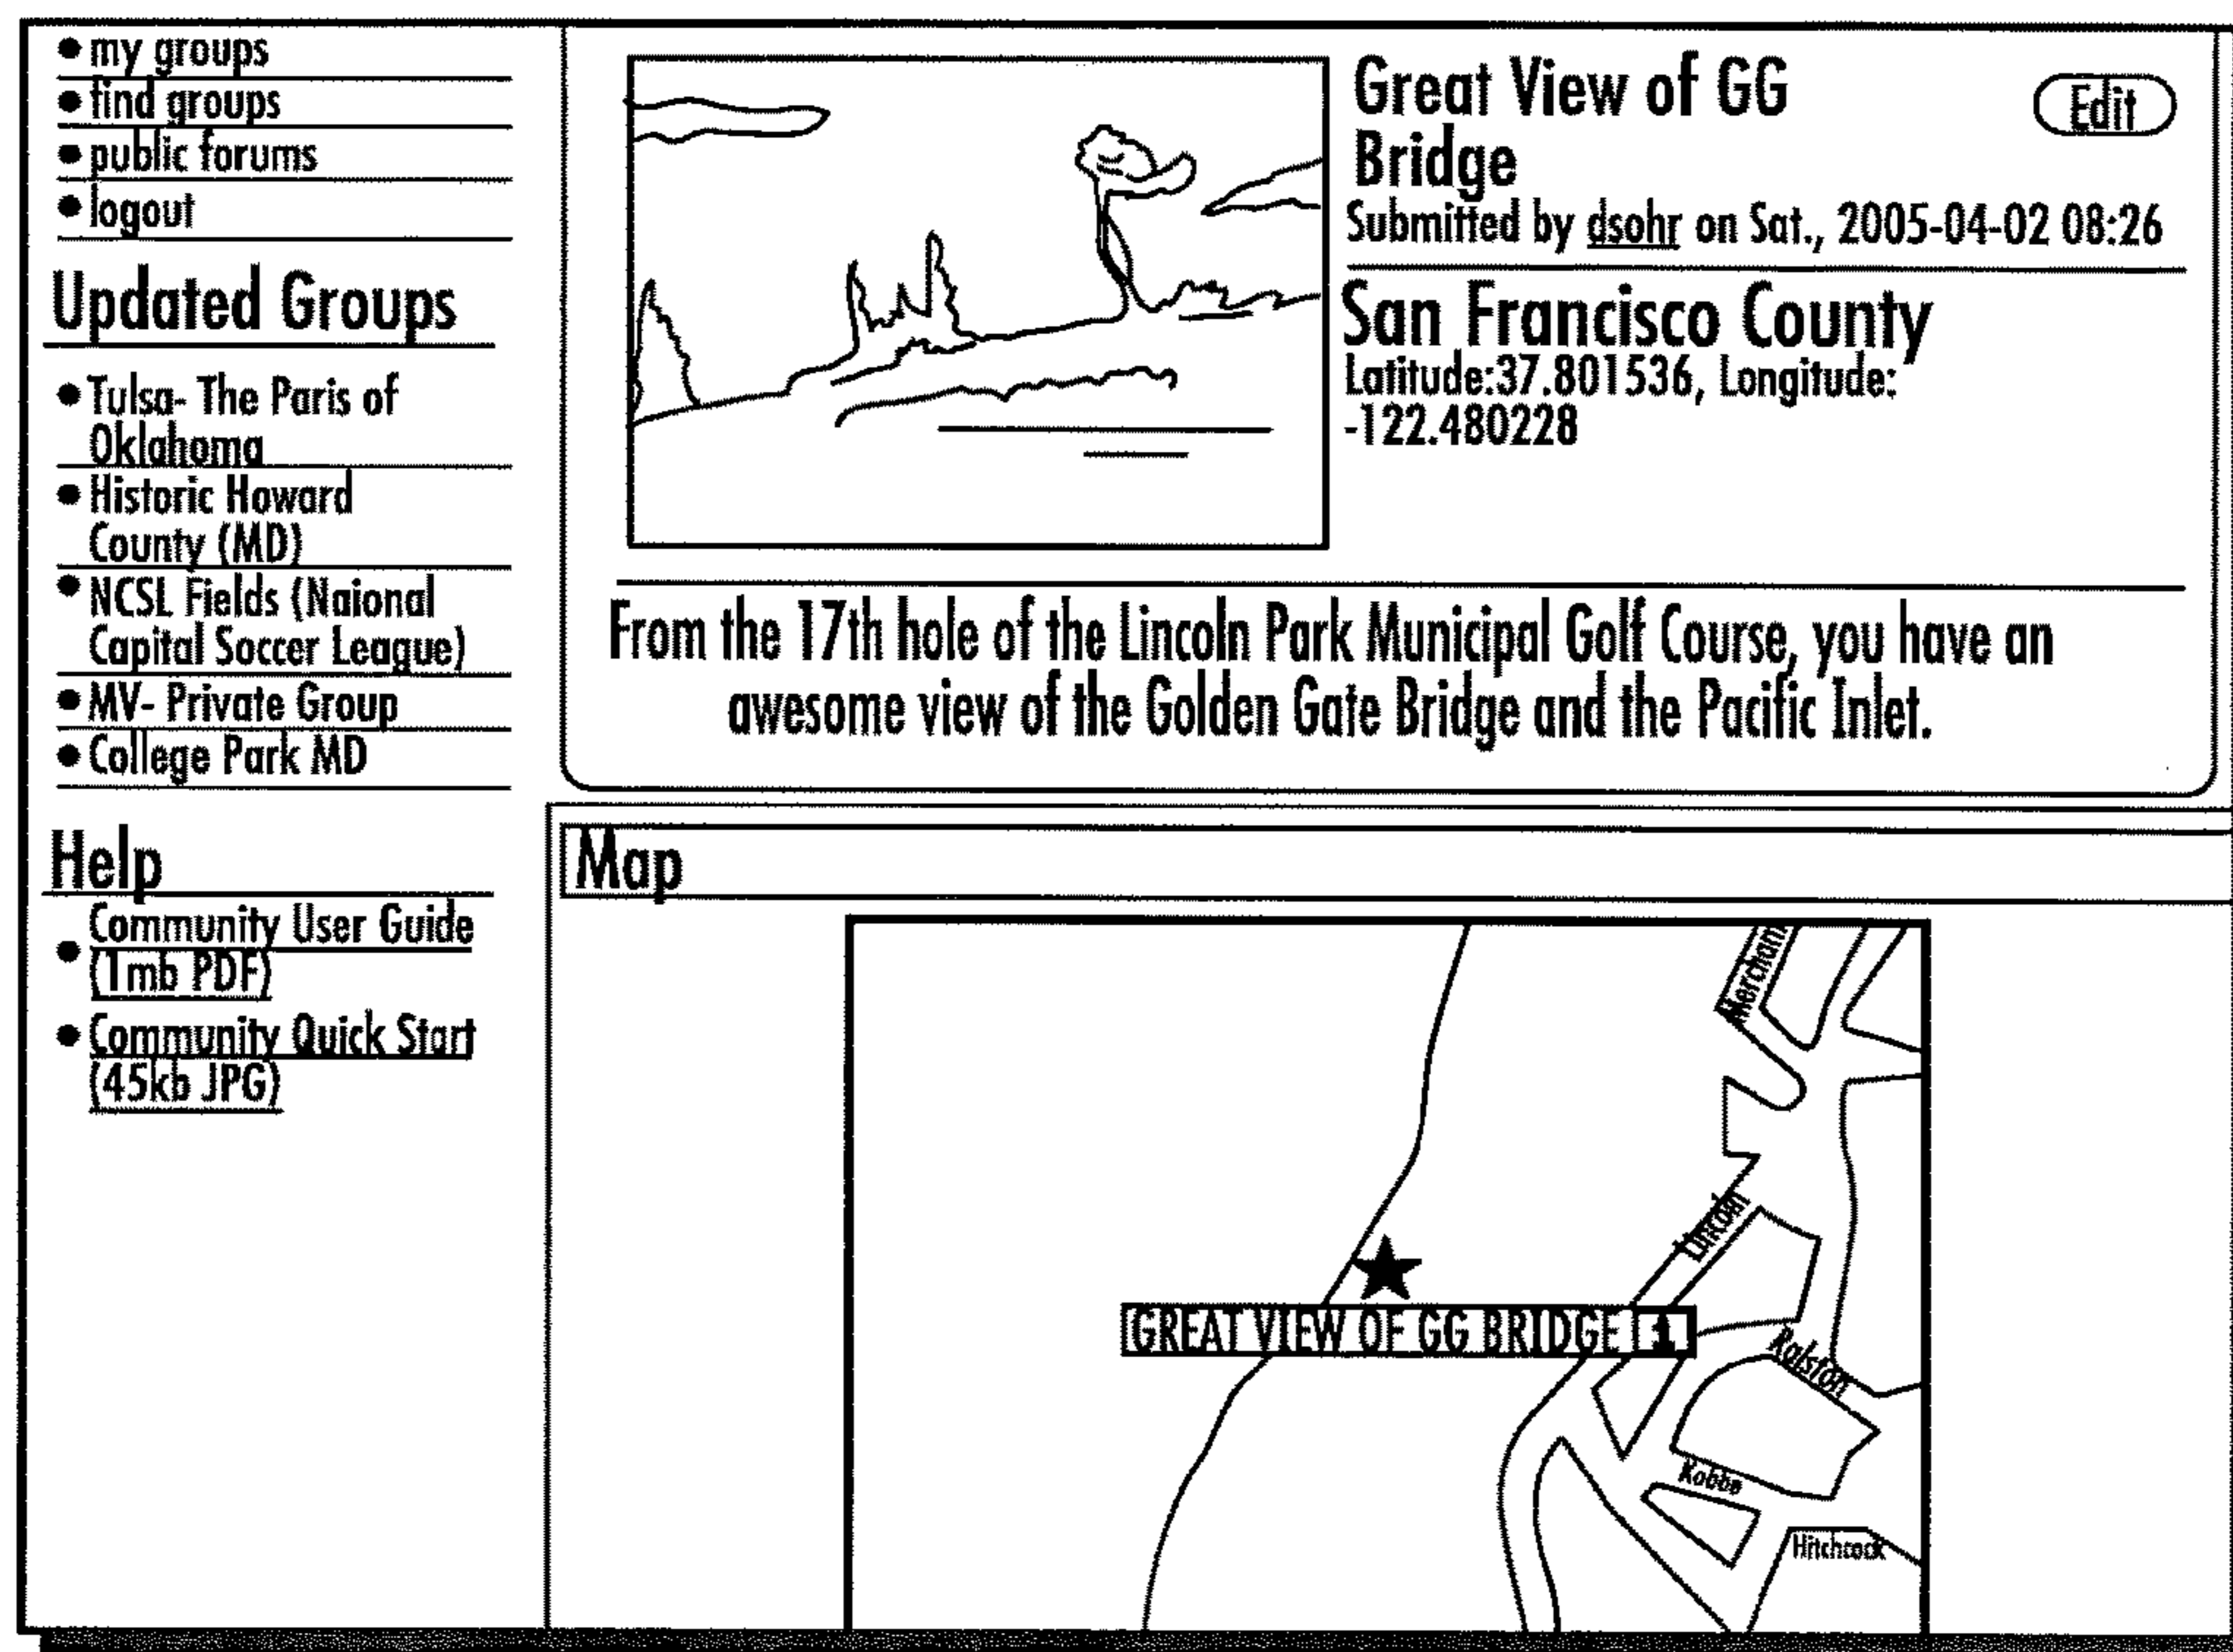 • my groups
• find groups
• public forums
• logout
Updated Groups
• Tulsa- The Paris of
Oklahoma
• Historic Howard
County (MD)
• NCSL Fields (Naional
Capital Soccer League)
• MV- Private Group
• College Park MD
Help
• Community User Guide
(1mb PDF)
• Community Quick Start
(45kb JPG)
Great View of GG
Bridge
Edit
Submitted by dsohr on Sat., 2005-04-02 08:26
San Francisco County
Latitude:37.801536, Longitude:
-122.480228
From the 17th hole of the Lincoln Park Municipal Golf Course, you have an
awesome view of the Golden Gate Bridge and the Pacific Inlet.
Map
Merchant
Lincoln
GREAT VIEW OF GG BRIDGE 1
Ralston
Kobbe
Hitchcock